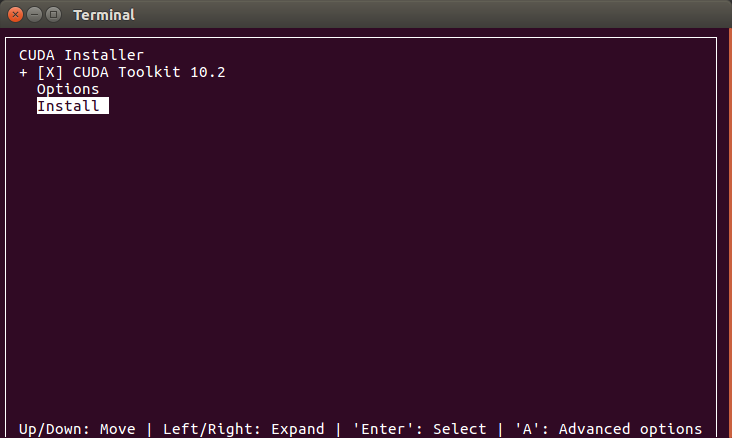 Terminal
CUDA Installer
+ [X] CUDA Toolkit 10.2
Options
Install
Up/Down: Move | Left/Right: Expand | 'Enter': Select | 'A': Advanced options